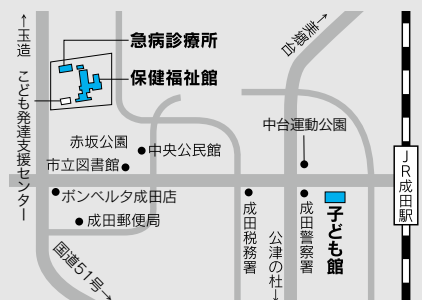 ←玉造
こども発達支援センター
急病診療所
保健福祉館
→美郷台
赤坂公園
中央公民館
市立図書館
中台運動公園
ボンベルタ成田店
成田郵便局
国道51号→
成田税務署
公津の杜→
成田警察署
子ども館
JR成田駅